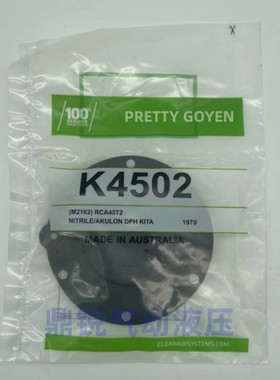 100%
PRETTY GOYEN
K4502
(M2162) RCA45T2
NITRILE/AKULON DPH KITA 1970
MADE IN AUSTRALIA
鼎锐气动液压
CLEANAIRSYSTEMS.COM